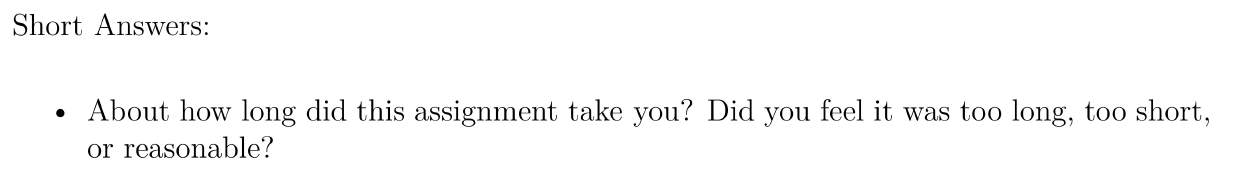 Short Answers:
• About how long did this assignment take you? Did you feel it was too long, too short,
or reasonable?